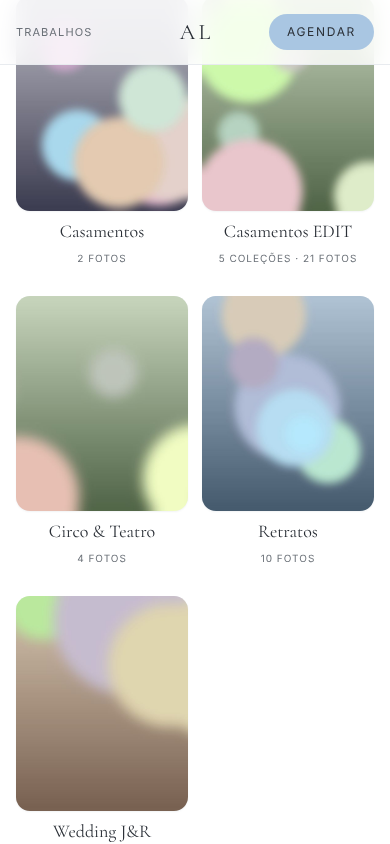 TRABALHOS
AL
AGENDAR
Casamentos
2 FOTOS
Casamentos EDIT
5 COLEÇÕES · 21 FOTOS
Circo & Teatro
4 FOTOS
Retratos
10 FOTOS
Wedding J&R